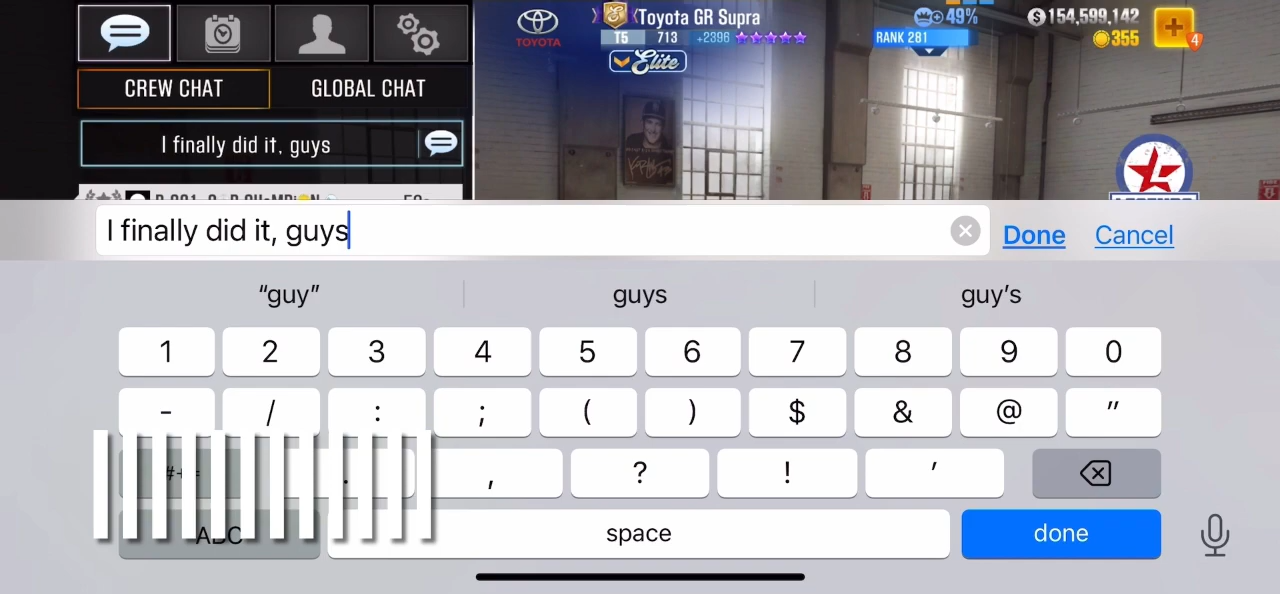 TOYOTA
Toyota GR Supra
T5 713 +2398
Elite
49%
RANK 281
154,599,142
355
4
CREW CHAT GLOBAL CHAT
I finally did it, guys
I finally did it, guys
Done Cancel
“guy” guys guy’s
1 2 3 4 5 6 7 8 9 0
- / : ; ( ) $ & @ "
. , ? ! ’
ABC space done